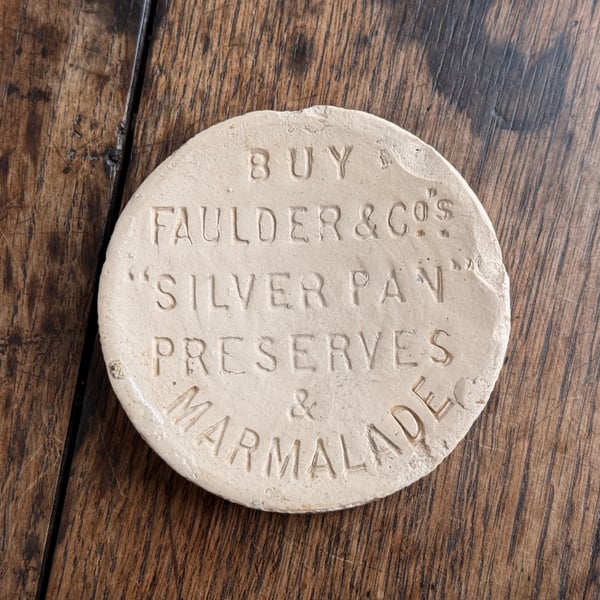 BUY
FAULDER & Co's
"SILVER PAN"
PRESERVES
&
MARMALADE